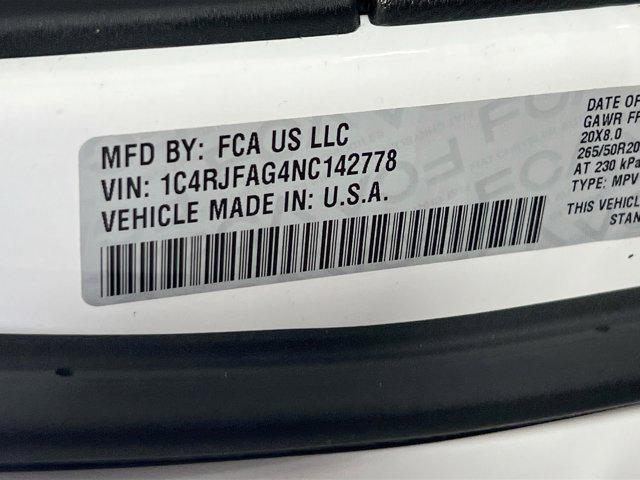 MFD BY: FCA US LLC
VIN: 1C4RJFAG4NC142778
VEHICLE MADE IN: U.S.A.
DATE OF
GAWR
20X8.0
265/50R20
AT 230 kPa
TYPE: MPV
THIS VEHICL
STAN